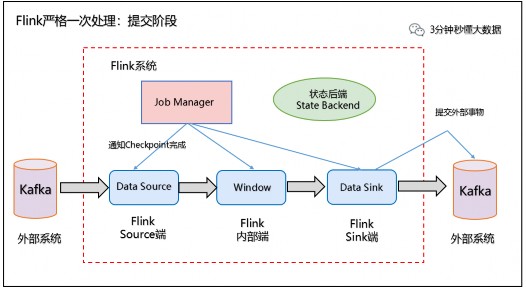 Flink严格一次处理：提交阶段
3分钟秒懂大数据
Flink系统
Job Manager
状态后端
State Backend
提交外部事物
通知Checkpoint完成
Kafka
Data Source
Window
Data Sink
Kafka
外部系统
Flink
Source端
Flink
内部端
Flink
Sink端
外部系统